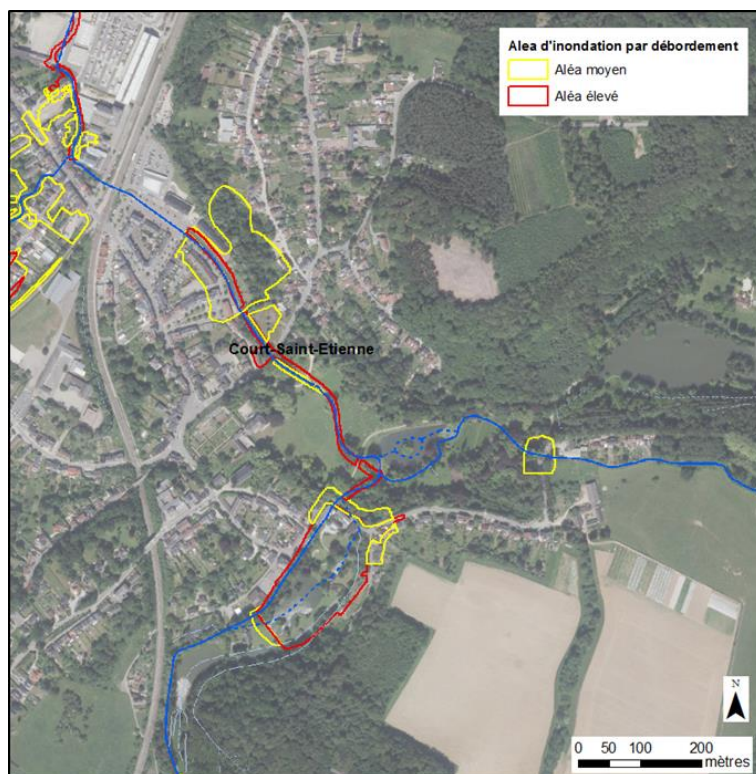 Alea d'inondation par débordement
Aléa moyen
Aléa élevé
Court-Saint-Etienne
N
0 50 100 200
mètres